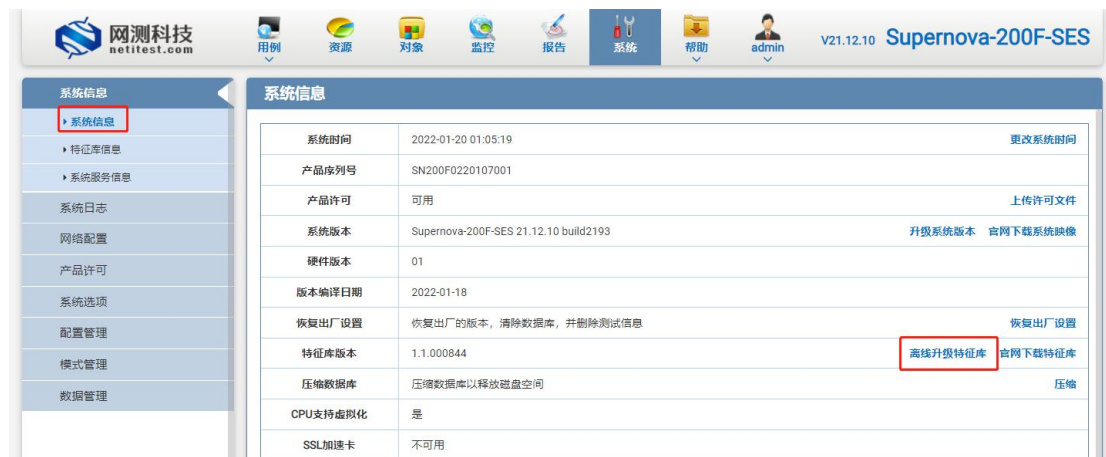 网测科技
netitest.com
用例
资源
对象
监控
报告
系统
帮助
admin
V21.12.10 Supernova-200F-SES
系统信息
系统信息
特征库信息
系统服务信息
系统日志
网络配置
产品许可
系统选项
配置管理
模式管理
数据管理
系统信息
系统时间 2022-01-20 01:05:19 更改系统时间
产品序列号 SN200F0220107001
产品许可 可用 上传许可文件
系统版本 Supernova-200F-SES 21.12.10 build2193 升级系统版本 官网下载系统映像
硬件版本 01
版本编译日期 2022-01-18
恢复出厂设置 恢复出厂的版本，清除数据库，并删除测试信息 恢复出厂设置
特征库版本 1.1.000844 离线升级特征库 官网下载特征库
压缩数据库 压缩数据库以释放磁盘空间 压缩
CPU支持虚拟化 是
SSL加速卡 不可用